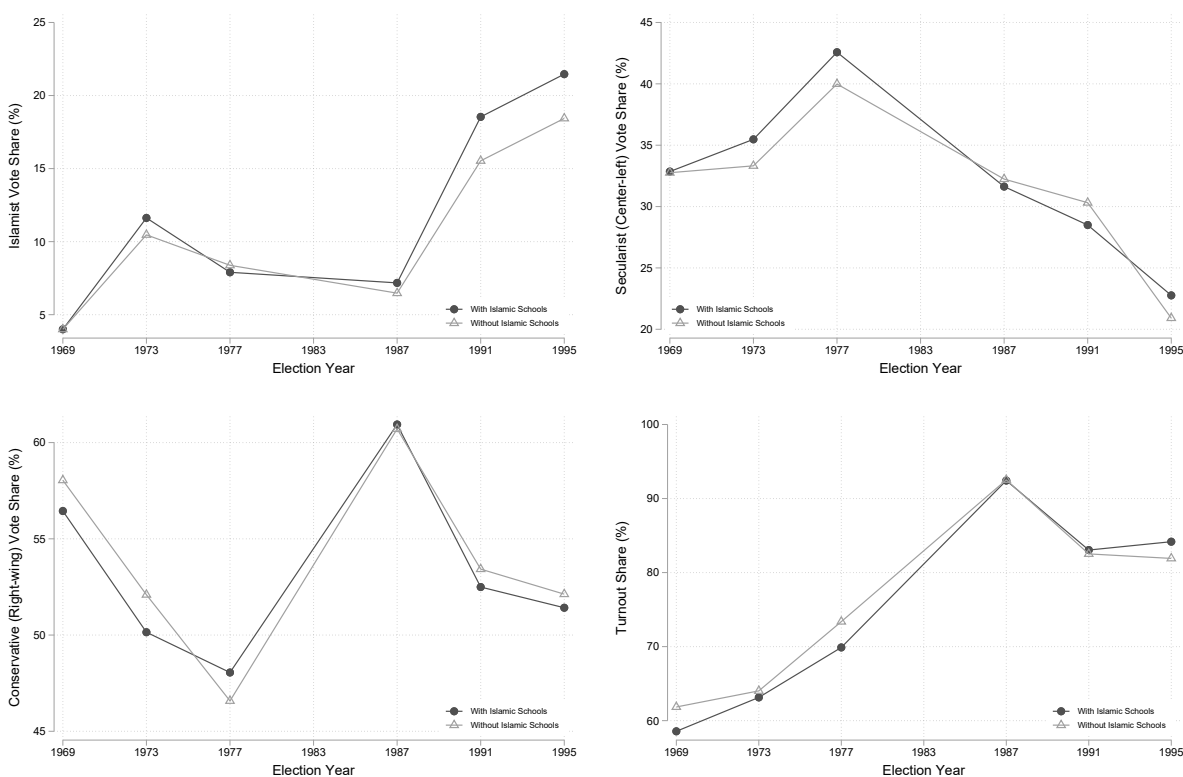 Islamist Vote Share (%)
25
20
15
10
5
1969 1973 1977 1983 1987 1991 1995
Election Year
With Islamic Schools
Without Islamic Schools
Secularist (Center-left) Vote Share (%)
45
40
35
30
25
20
1969 1973 1977 1983 1987 1991 1995
Election Year
With Islamic Schools
Without Islamic Schools
Conservative (Right-wing) Vote Share (%)
60
55
50
45
1969 1973 1977 1983 1987 1991 1995
Election Year
With Islamic Schools
Without Islamic Schools
Turnout Share (%)
100
90
80
70
60
1969 1973 1977 1983 1987 1991 1995
Election Year
With Islamic Schools
Without Islamic Schools